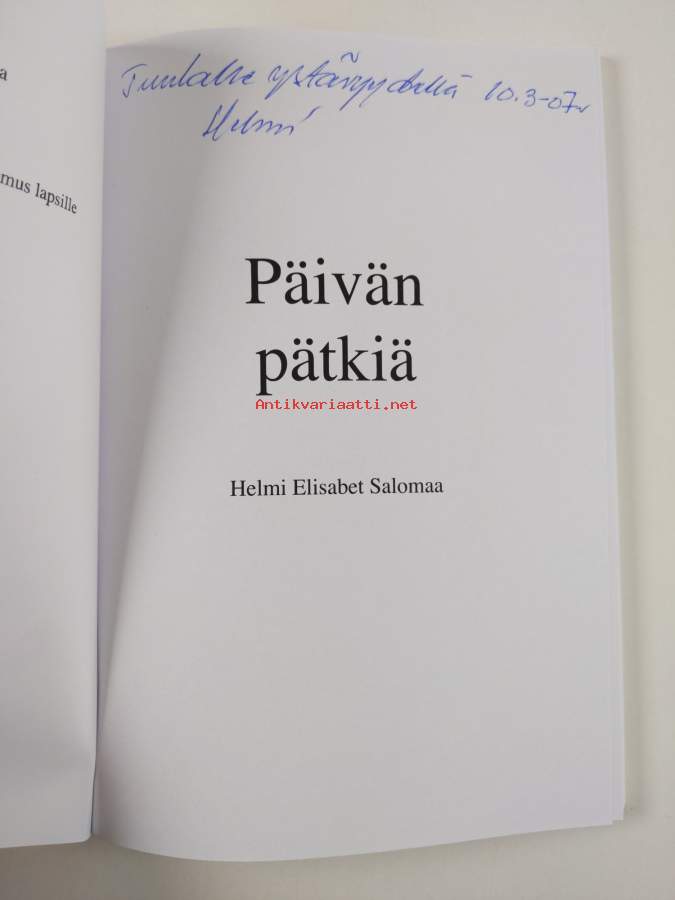 a
mus lapsille
Tuulalle ystävyydellä 10.3-07
Helmi
Päivän
pätkiä
Antikvariaatti.net
Helmi Elisabet Salomaa